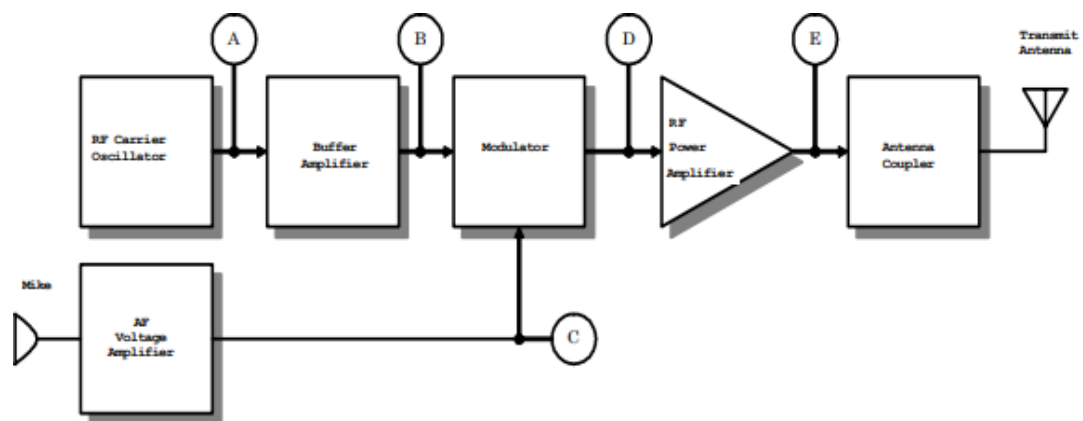 A
B
D
E
Transmit
Antenna
RF Carrier
Oscillator
Buffer
Amplifier
Modulator
RF
Power
Amplifier
Antenna
Coupler
Mike
AF
Voltage
Amplifier
C